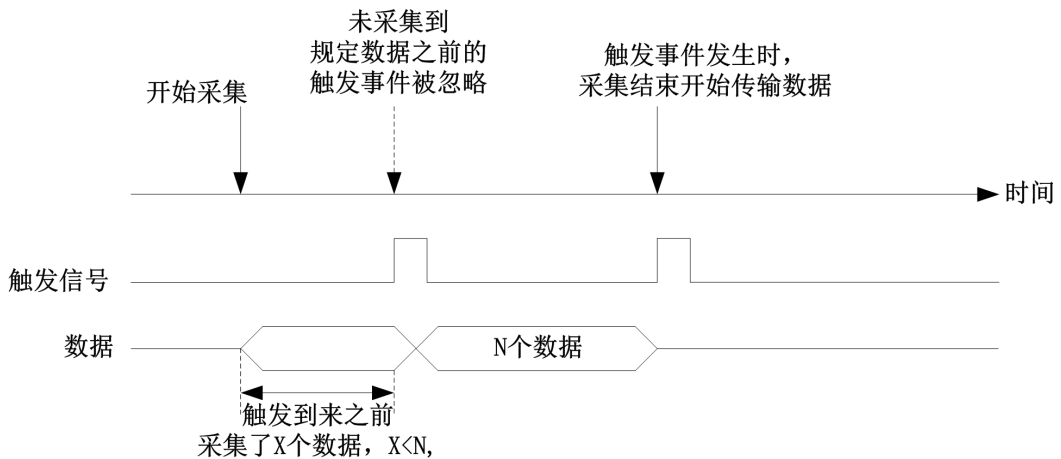 未采集到
规定数据之前的
触发事件被忽略
触发事件发生时，
采集结束开始传输数据
开始采集
时间
触发信号
数据
N个数据
触发到来之前
采集了X个数据，X<N,